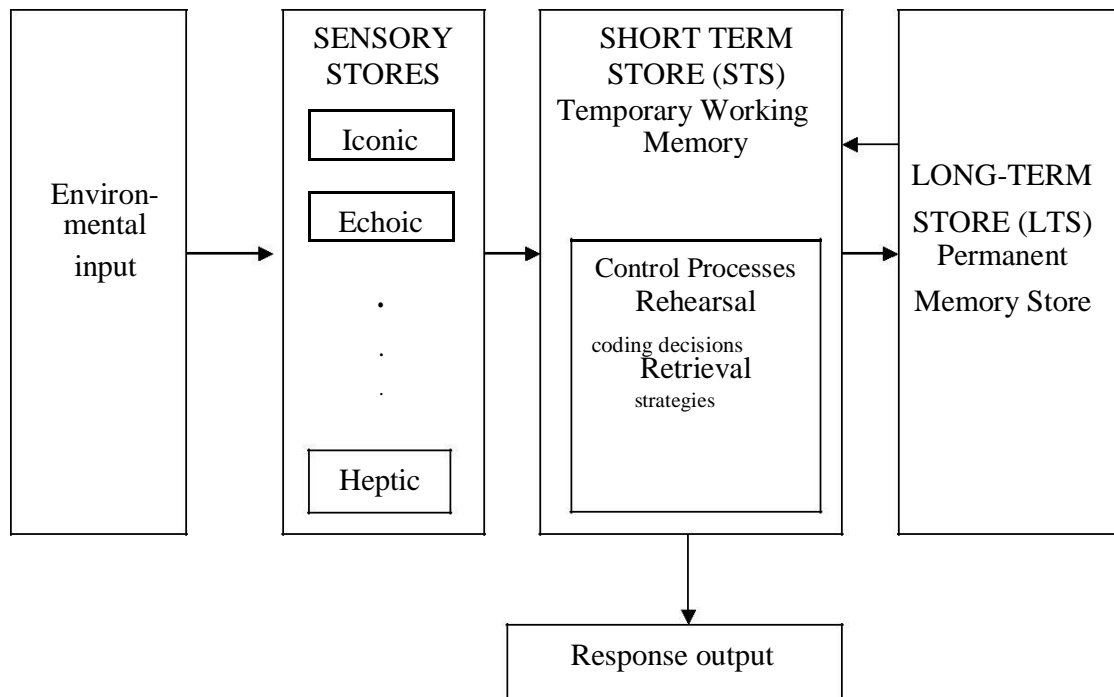 Environ-
mental
input
SENSORY
STORES
Iconic
Echoic
.
.
.
Heptic
SHORT TERM
STORE (STS)
Temporary Working
Memory
Control Processes
Rehearsal
coding decisions
Retrieval
strategies
LONG-TERM
STORE (LTS)
Permanent
Memory Store
Response output